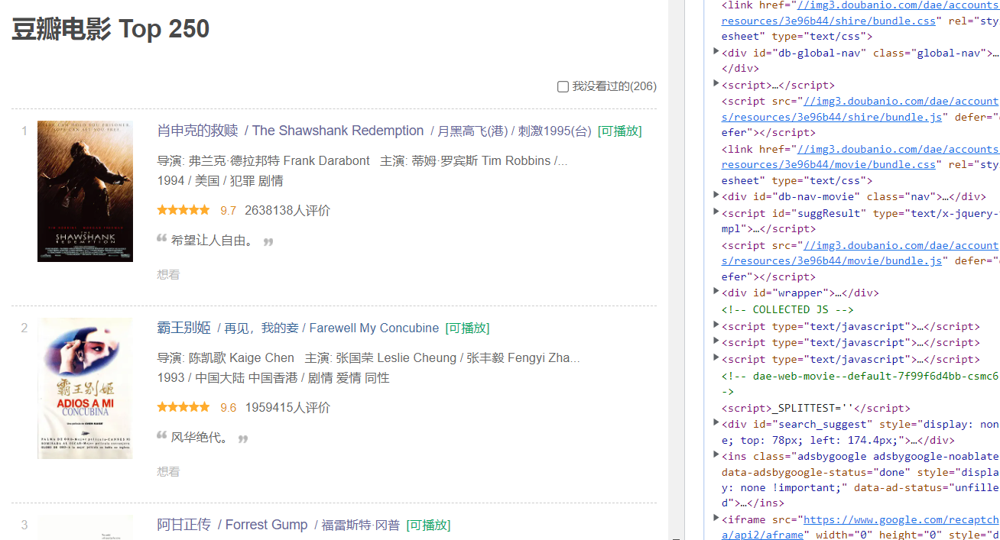 豆瓣电影 Top 250
我没看过的(206)
1
肖申克的救赎 / The Shawshank Redemption / 月黑高飞(港) / 刺激1995(台) [可播放]
导演: 弗兰克·德拉邦特 Frank Darabont 主演: 蒂姆·罗宾斯 Tim Robbins /...
1994 / 美国 / 犯罪 剧情
9.7 2638138人评价
希望让人自由。
想看
THE
SHAWSHANK
REDEMPTION
2
霸王别姬 / 再见，我的妾 / Farewell My Concubine [可播放]
导演: 陈凯歌 Kaige Chen 主演: 张国荣 Leslie Cheung / 张丰毅 Fengyi Zha...
1993 / 中国大陆 中国香港 / 剧情 爱情 同性
9.6 1959415人评价
风华绝代。
想看
霸王别姬
ADIOS A MI
CONCUBINA
3
阿甘正传 / Forrest Gump / 福雷斯特·冈普 [可播放]
<link href="//img3.doubanio.com/dae/accounts
resources/3e96b44/shire/bundle.css" rel="sty
esheet" type="text/css">
<div id="db-global-nav" class="global-nav">…
</div>
<script>…</script>
<script src="//img3.doubanio.com/dae/account
s/resources/3e96b44/shire/bundle.js" defer="
efer"></script>
<link href="//img3.doubanio.com/dae/accounts
resources/3e96b44/movie/bundle.css" rel="sty
esheet" type="text/css">
<div id="db-nav-movie" class="nav">…</div>
<script id="suggResult" type="text/x-jquery-
mpl">…</script>
<script src="//img3.doubanio.com/dae/account
s/resources/3e96b44/movie/bundle.js" defer="
efer"></script>
<div id="wrapper">…</div>
<!-- COLLECTED JS -->
<script type="text/javascript">…</script>
<script type="text/javascript">…</script>
<script type="text/javascript">…</script>
<!-- dae-web-movie--default-7f99f6d4bb-csmc6
->
<script>_SPLITTEST=''</script>
<div id="search_suggest" style="display: non
e; top: 78px; left: 174.4px;">…</div>
<ins class="adsbygoogle adsbygoogle-noablate
data-adsbygoogle-status="done" style="displa
y: none !important;" data-ad-status="unfille
d">…</ins>
<iframe src="https://www.google.com/recaptch
a/api2/aframe" width="0" height="0" style="d